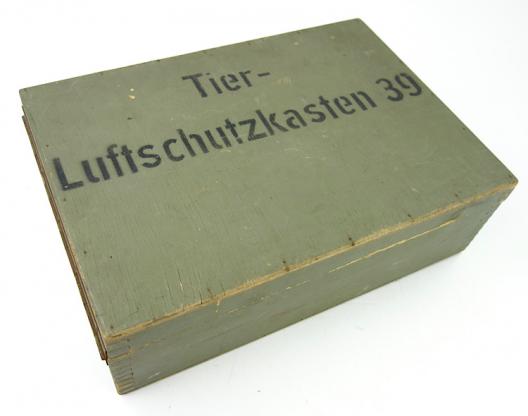 Tier-
Luftschutzkasten 39